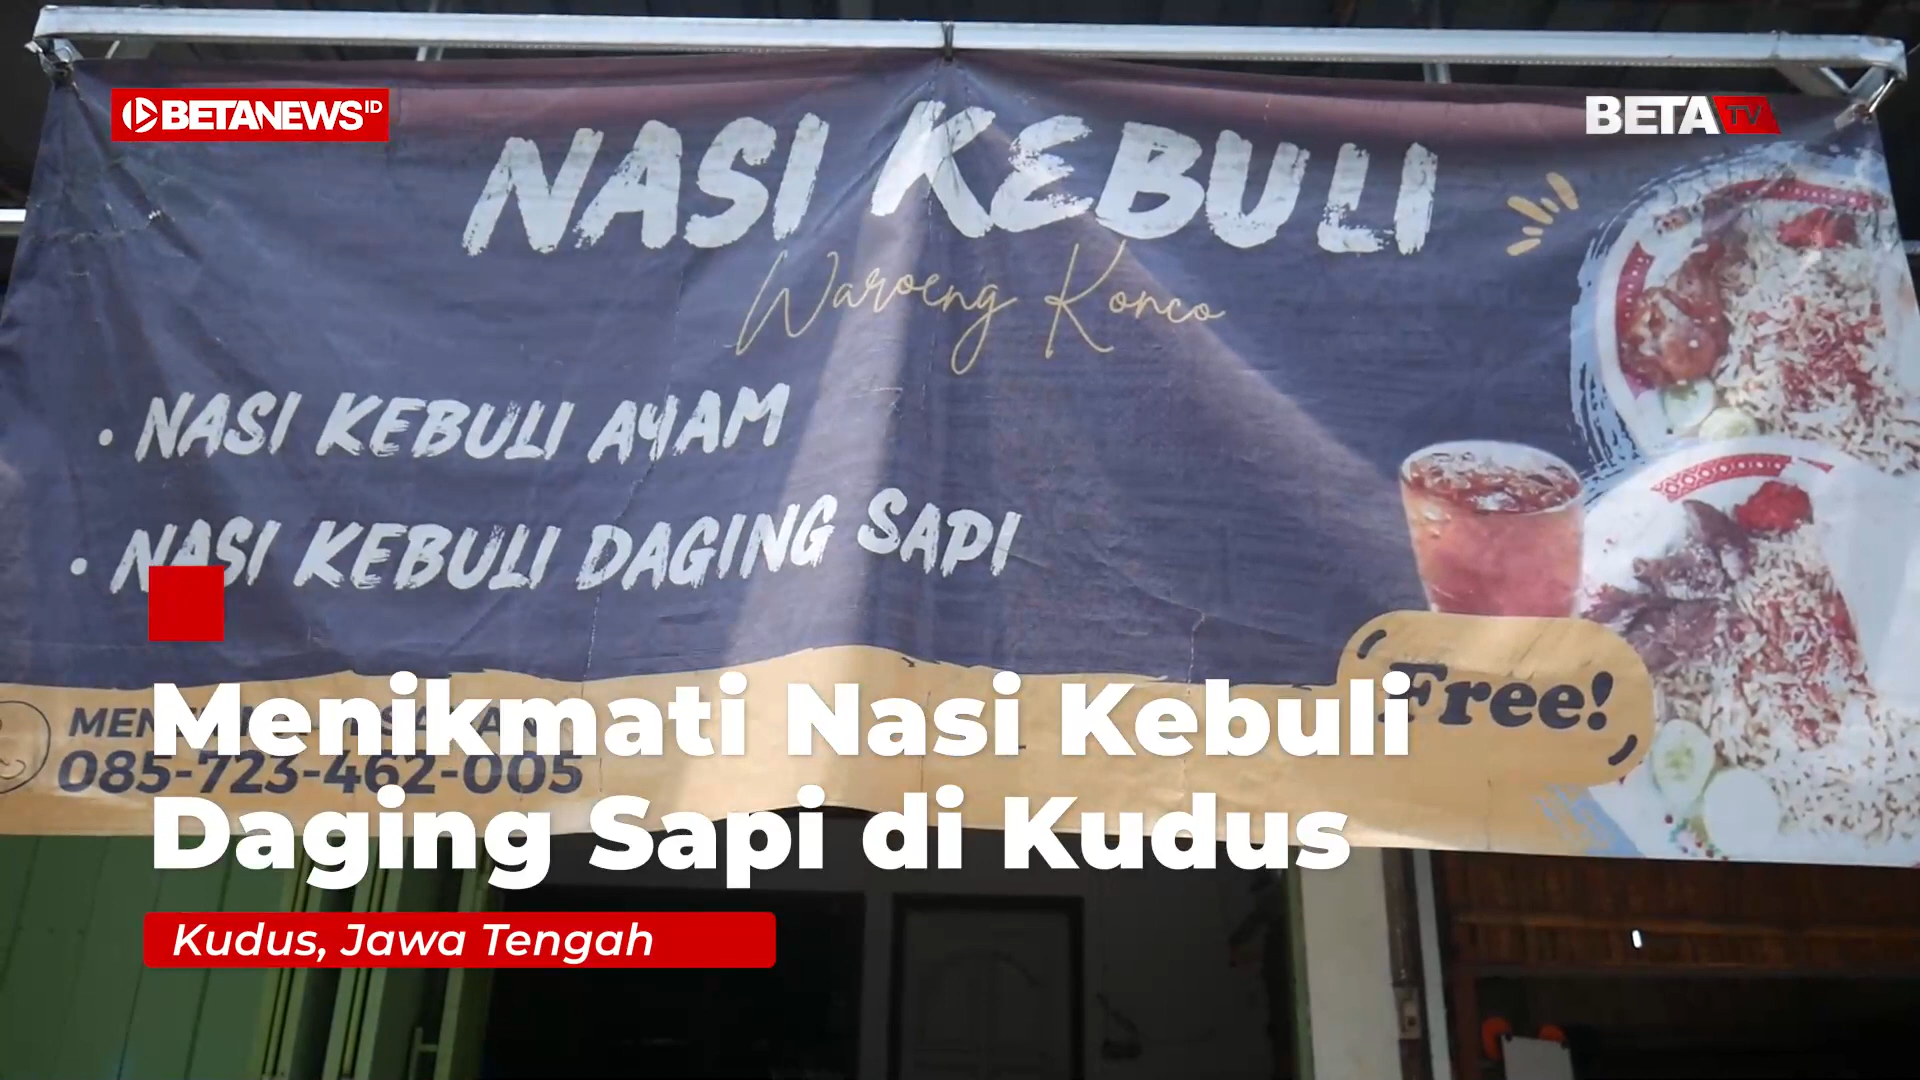 BETANEWS ID
BETA TV
NASI KEBULI
Waroeng Konco
• NASI KEBULI AYAM
• NASI KEBULI DAGING SAPI
Free!
085-723-462-005
Menikmati Nasi Kebuli
Daging Sapi di Kudus
Kudus, Jawa Tengah